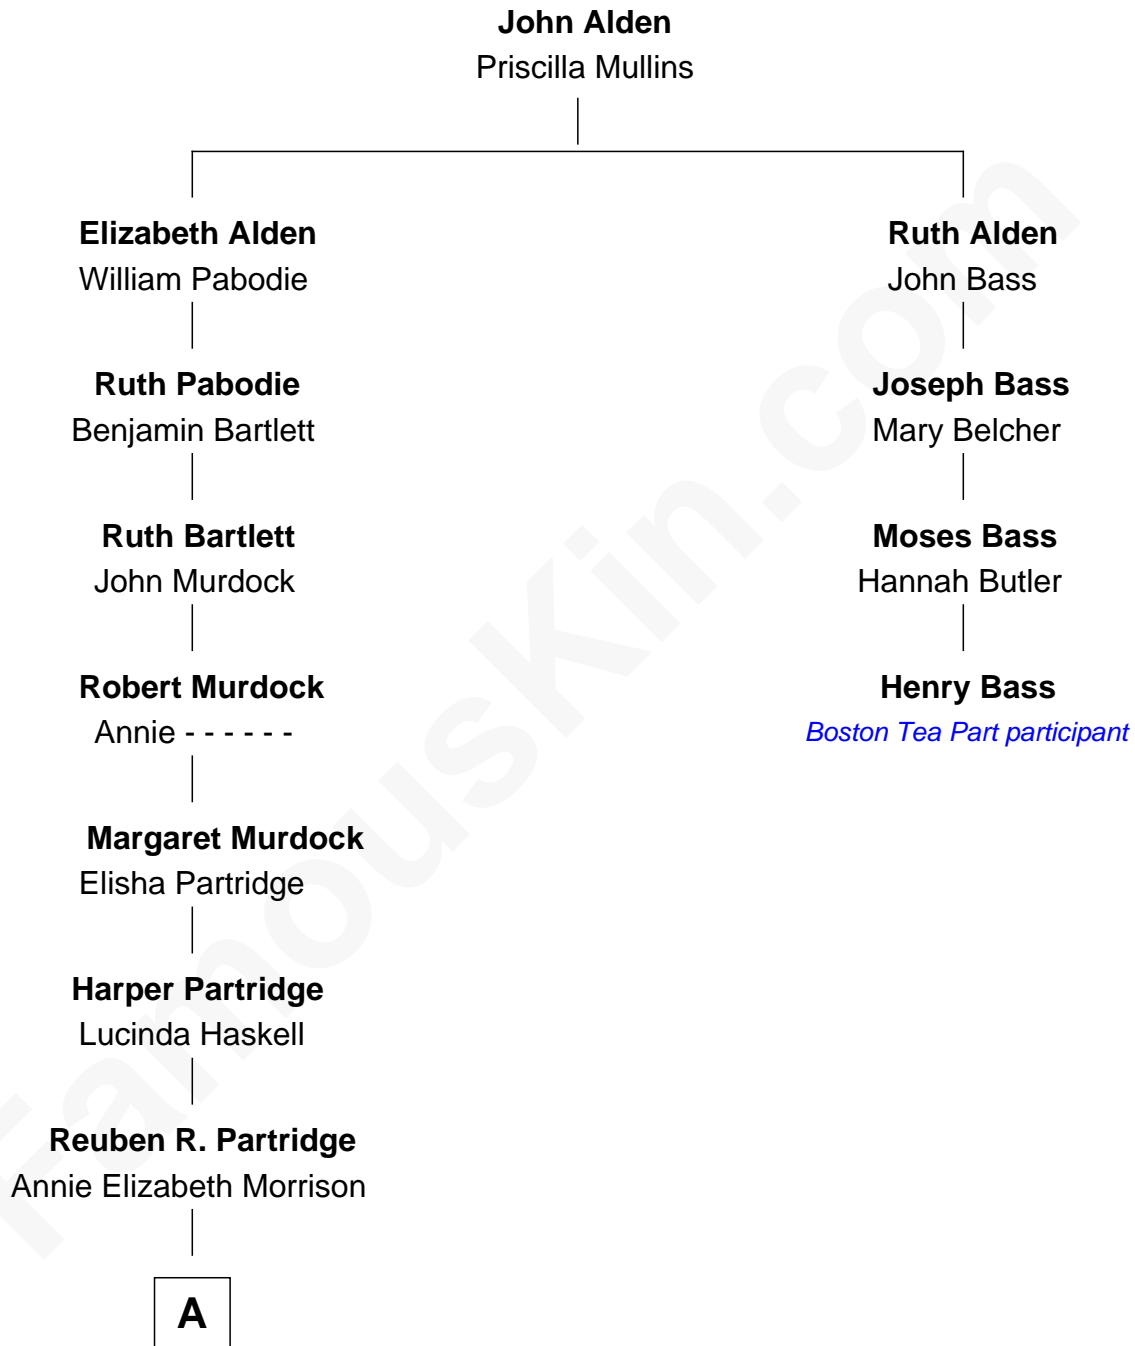 John Alden
Priscilla Mullins
Elizabeth Alden
William Pabodie
Ruth Alden
John Bass
Ruth Pabodie
Benjamin Bartlett
Joseph Bass
Mary Belcher
Ruth Bartlett
John Murdock
Moses Bass
Hannah Butler
Robert Murdock
Annie - - - - - -
Henry Bass
Boston Tea Part participant
Margaret Murdock
Elisha Partridge
Harper Partridge
Lucinda Haskell
Reuben R. Partridge
Annie Elizabeth Morrison
A
FamousKin.com